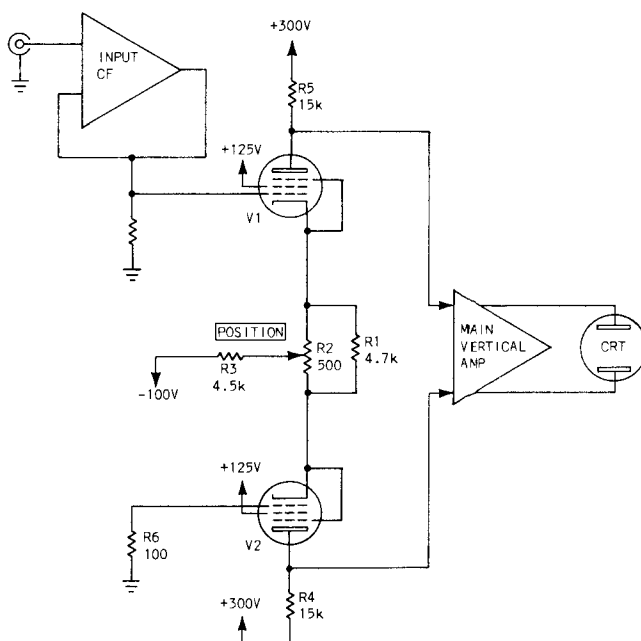 INPUT
CF
+300V
R5
15k
+125V
V1
POSITION
R2
500
R1
4.7k
R3
4.5k
-100V
MAIN
VERTICAL
AMP
CRT
+125V
V2
R6
100
R4
15k
+300V